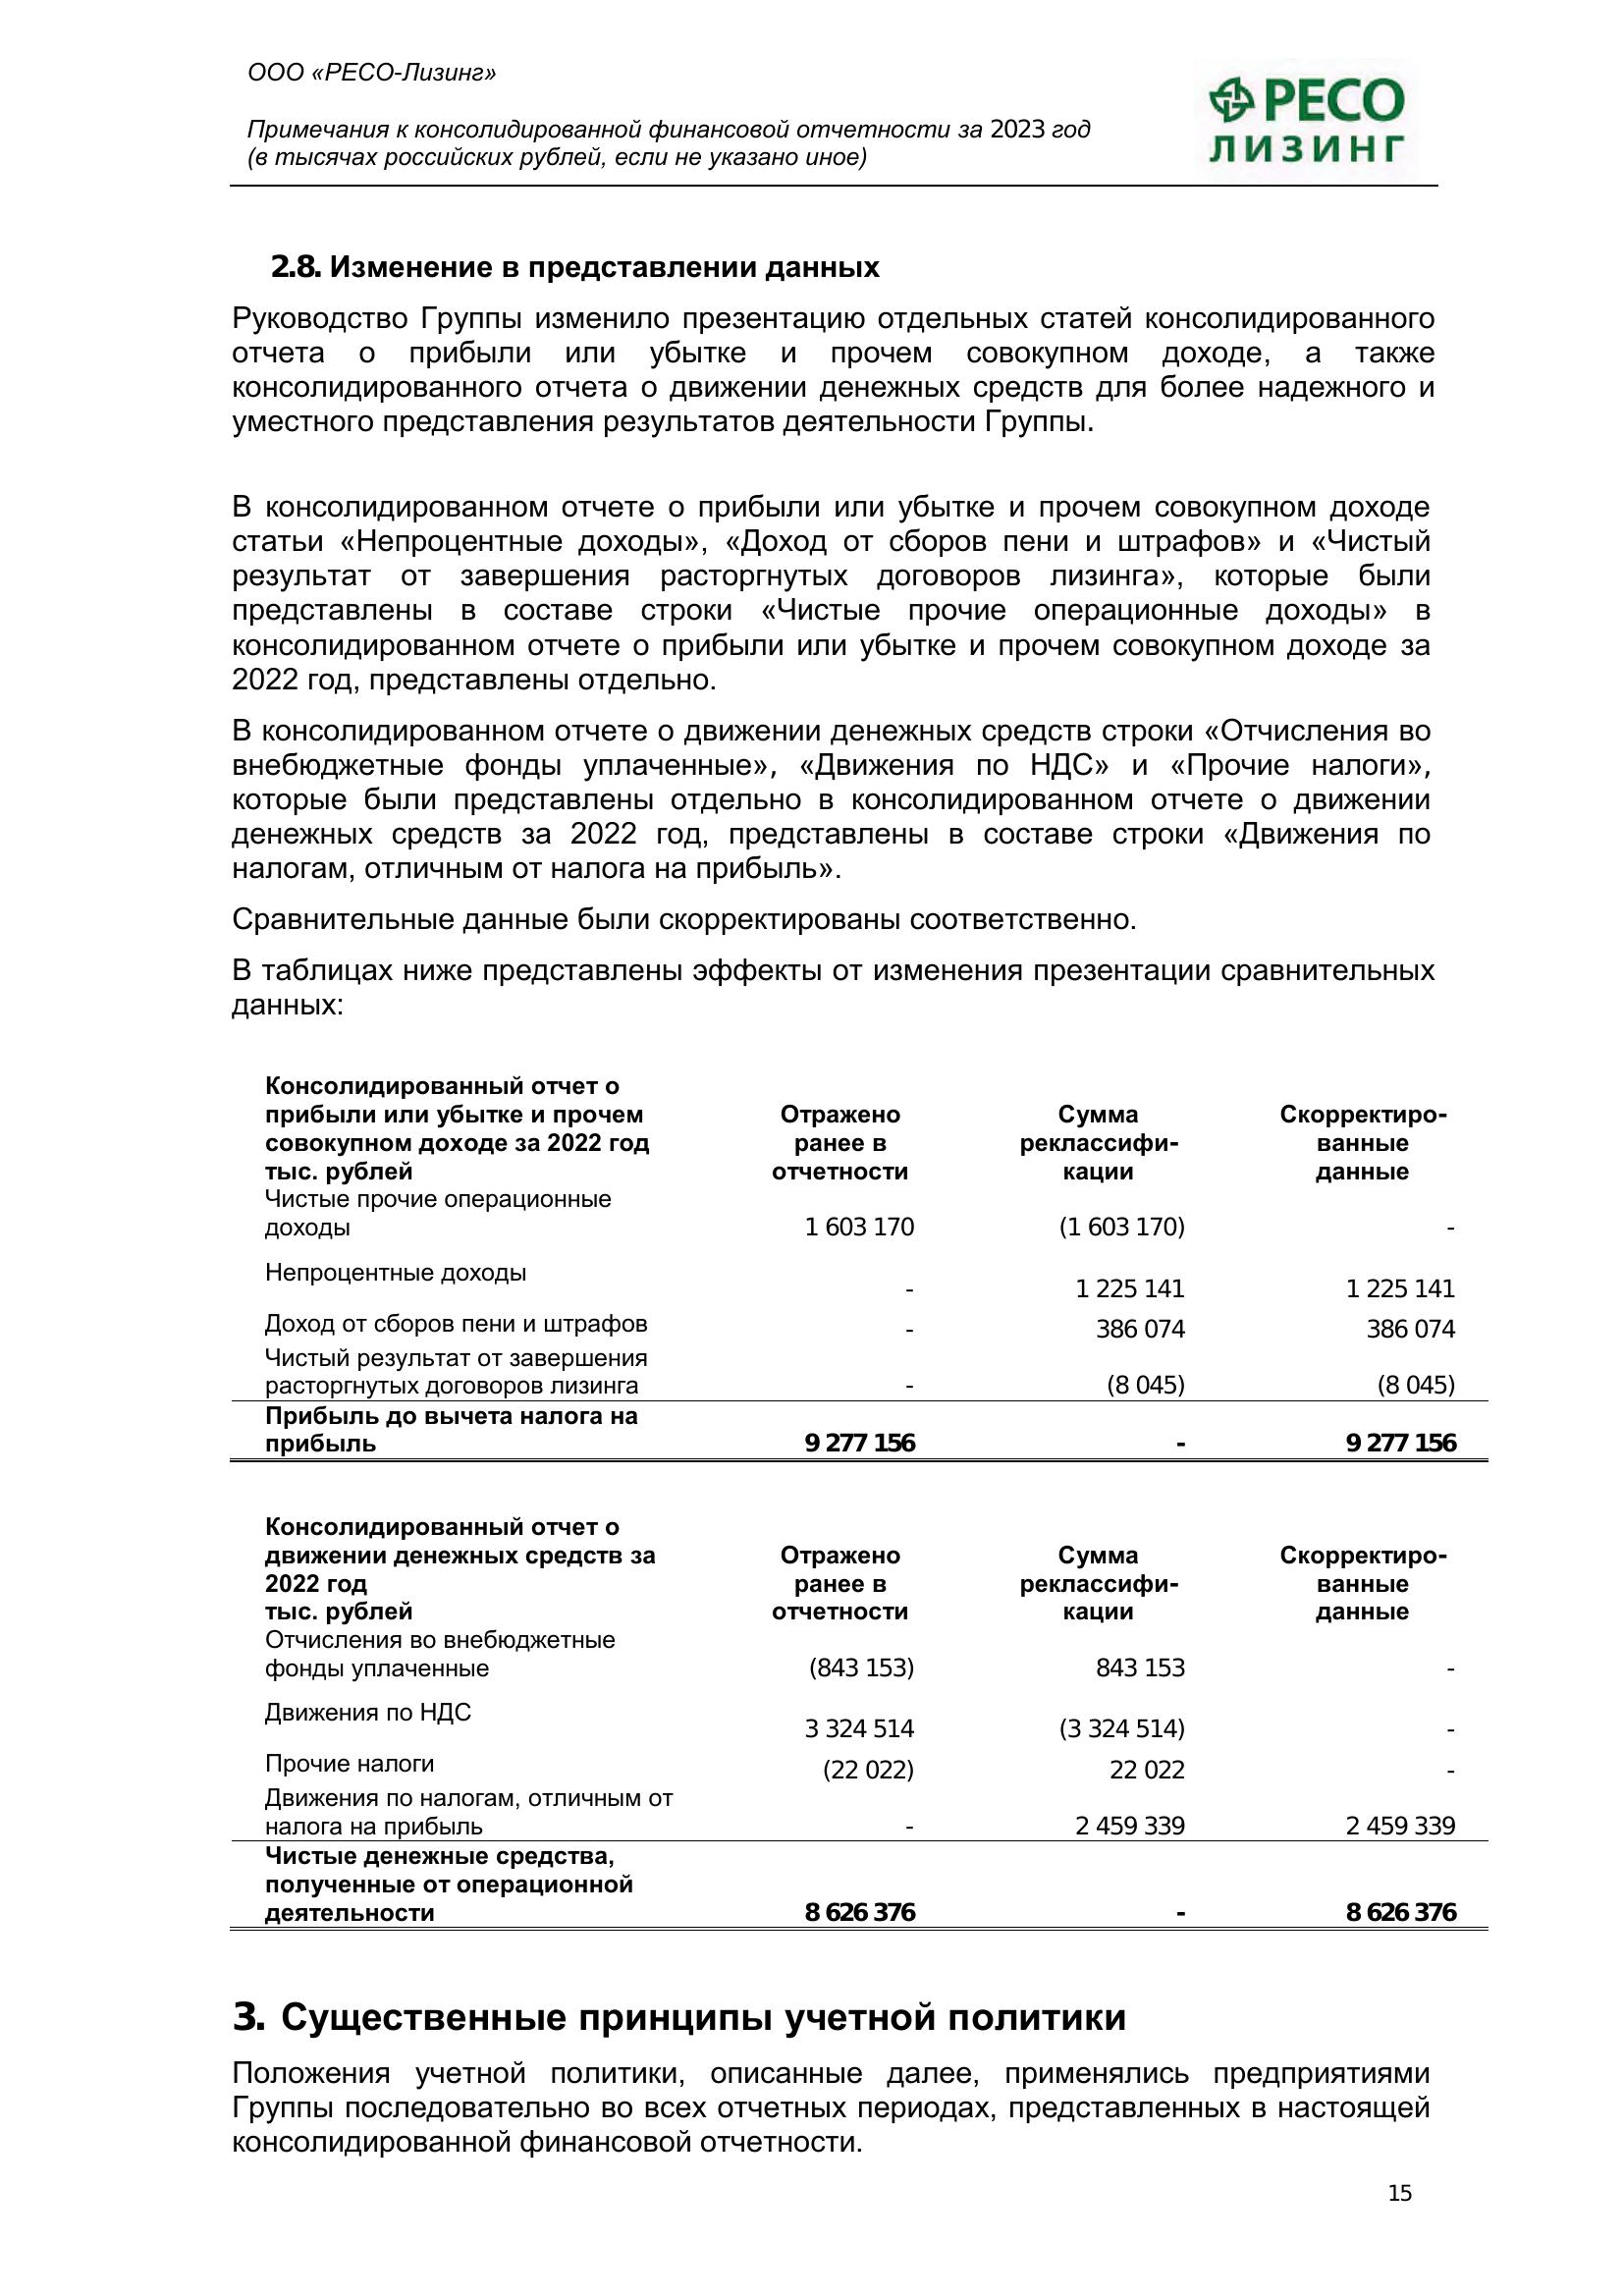 ООО «РЕСО-Лизинг»
РЕСО
ЛИЗИНГ
Примечания к консолидированной финансовой отчетности за 2023 год
(в тысячах российских рублей, если не указано иное)
2.8. Изменение в представлении данных
Руководство Группы изменило презентацию отдельных статей консолидированного
отчета о прибыли или убытке и прочем совокупном доходе, а также
консолидированного отчета о движении денежных средств для более надежного и
уместного представления результатов деятельности Группы.
В консолидированном отчете о прибыли или убытке и прочем совокупном доходе
статьи «Непроцентные доходы», «Доход от сборов пени и штрафов» и «Чистый
результат от завершения расторгнутых договоров лизинга», которые были
представлены в составе строки «Чистые прочие операционные доходы» в
консолидированном отчете о прибыли или убытке и прочем совокупном доходе за
2022 год, представлены отдельно.
В консолидированном отчете о движении денежных средств строки «Отчисления во
внебюджетные фонды уплаченные», «Движения по НДС» и «Прочие налоги»,
которые были представлены отдельно в консолидированном отчете о движении
денежных средств за 2022 год, представлены в составе строки «Движения по
налогам, отличным от налога на прибыль».
Сравнительные данные были скорректированы соответственно.
В таблицах ниже представлены эффекты от изменения презентации сравнительных
данных:
Консолидированный отчет о
прибыли или убытке и прочем Отражено Сумма Скорректиро-
совокупном доходе за 2022 год ранее в реклассифи- ванные
тыс. рублей отчетности кации данные
Чистые прочие операционные
доходы 1 603 170 (1 603 170) -
Непроцентные доходы - 1 225 141 1 225 141
Доход от сборов пени и штрафов - 386 074 386 074
Чистый результат от завершения
расторгнутых договоров лизинга - (8 045) (8 045)
Прибыль до вычета налога на
прибыль 9 277 156 - 9 277 156
Консолидированный отчет о
движении денежных средств за Отражено Сумма Скорректиро-
2022 год ранее в реклассифи- ванные
тыс. рублей отчетности кации данные
Отчисления во внебюджетные
фонды уплаченные (843 153) 843 153 -
Движения по НДС 3 324 514 (3 324 514) -
Прочие налоги (22 022) 22 022 -
Движения по налогам, отличным от
налога на прибыль - 2 459 339 2 459 339
Чистые денежные средства,
полученные от операционной
деятельности 8 626 376 - 8 626 376
3. Существенные принципы учетной политики
Положения учетной политики, описанные далее, применялись предприятиями
Группы последовательно во всех отчетных периодах, представленных в настоящей
консолидированной финансовой отчетности.
15